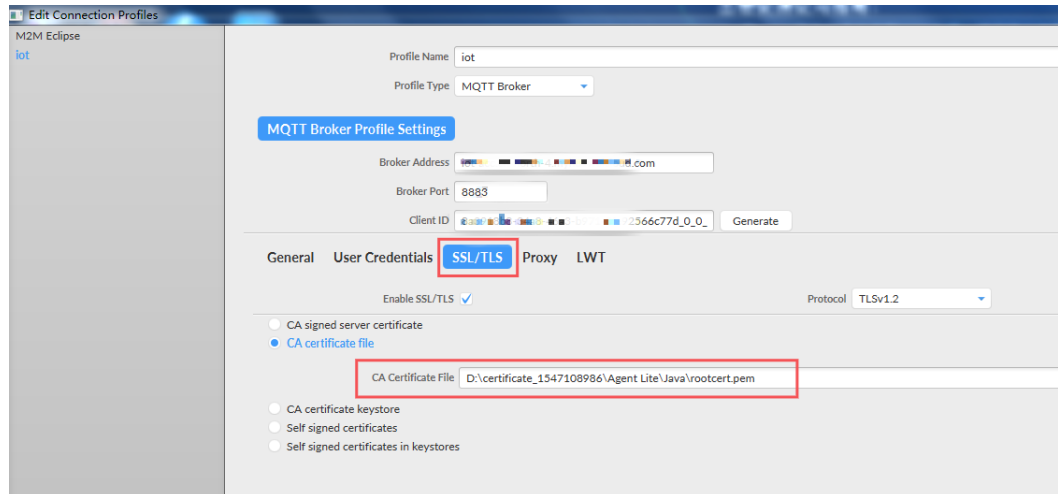 Edit Connection Profiles
M2M Eclipse
iot
Profile Name iot
Profile Type MQTT Broker
MQTT Broker Profile Settings
Broker Address .com
Broker Port 8883
Client ID 2566c77d_0_0_ Generate
General User Credentials SSL/TLS Proxy LWT
Enable SSL/TLS Protocol TLSv1.2
CA signed server certificate
CA certificate file
CA Certificate File D:\certificate_1547108986\Agent Lite\Java\rootcert.pem
CA certificate keystore
Self signed certificates
Self signed certificates in keystores